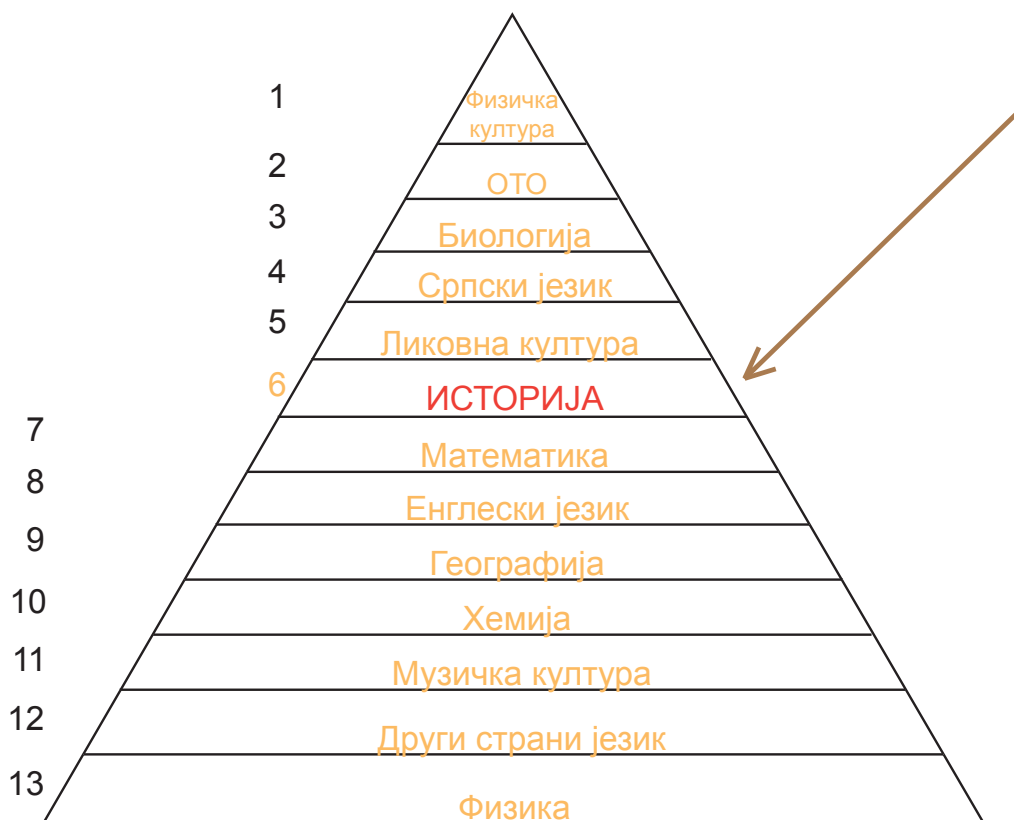 1
Физичка
култура
2
ОТО
3
Биологија
4
Српски језик
5
Ликовна култура
6
ИСТОРИЈА
7
Математика
8
Енглески језик
9
Географија
10
Хемија
11
Музичка култура
12
Други страни језик
13
Физика